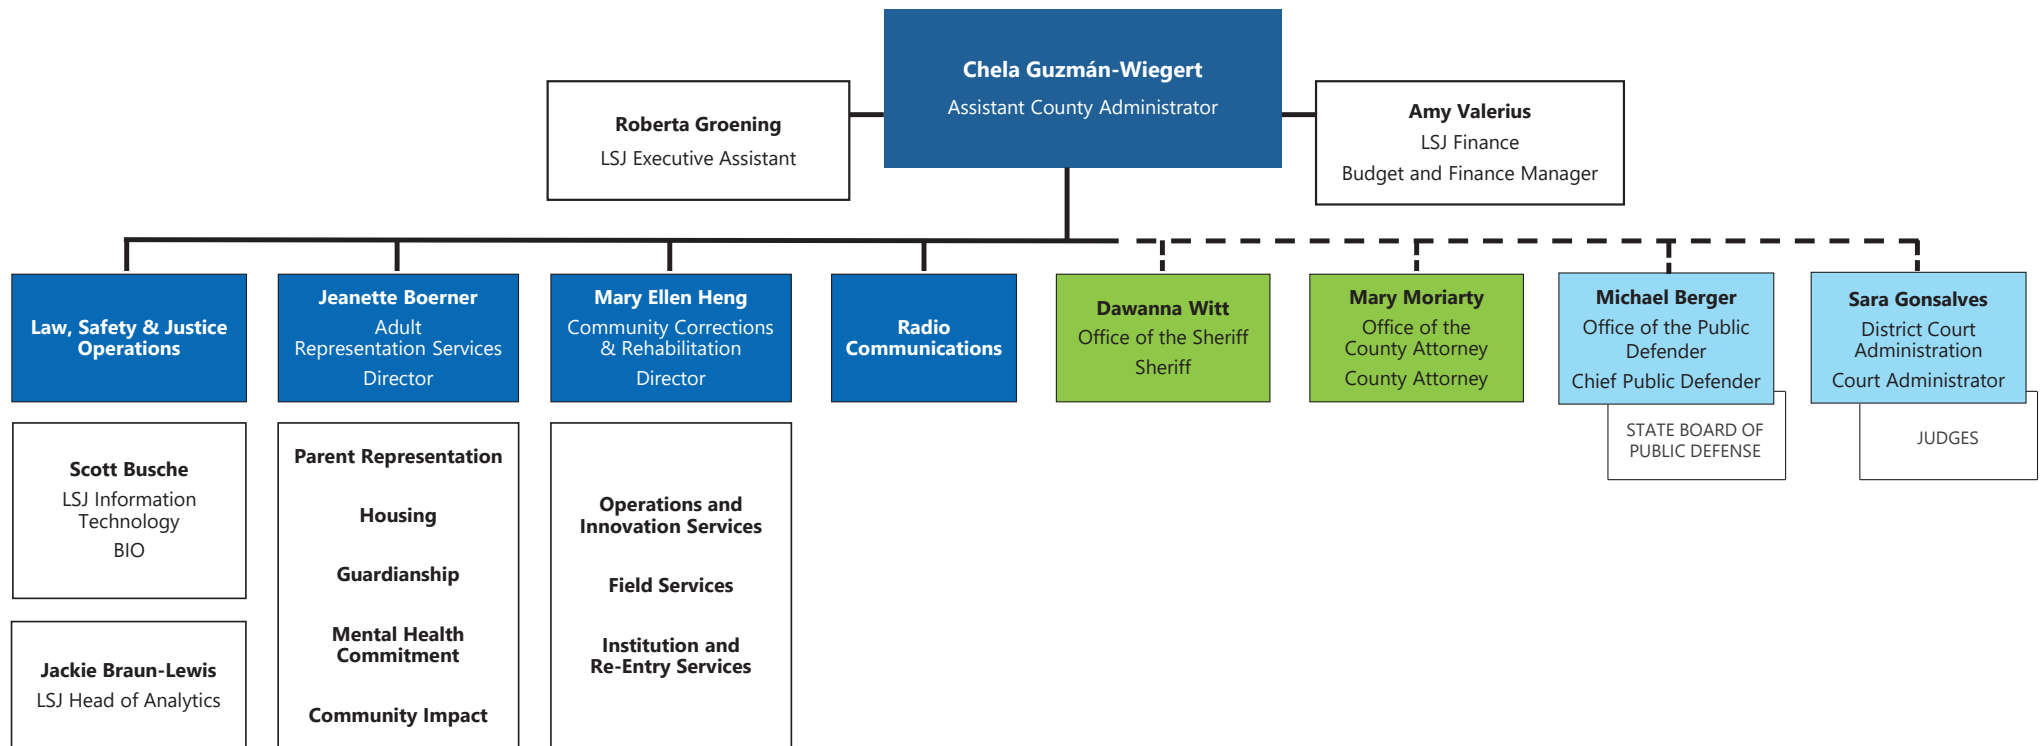 Chela Guzmán-Wiegert
Assistant County Administrator
Roberta Groening
LSJ Executive Assistant
Amy Valerius
LSJ Finance
Budget and Finance Manager
Law, Safety & Justice
Operations
Jeanette Boerner
Adult
Representation Services
Director
Mary Ellen Heng
Community Corrections
& Rehabilitation
Director
Radio
Communications
Dawanna Witt
Office of the Sheriff
Sheriff
Mary Moriarty
Office of the
County Attorney
County Attorney
Michael Berger
Office of the Public
Defender
Chief Public Defender
STATE BOARD OF
PUBLIC DEFENSE
Sara Gonsalves
District Court
Administration
Court Administrator
JUDGES
Scott Busche
LSJ Information
Technology
BIO
Jackie Braun-Lewis
LSJ Head of Analytics
Parent Representation
Housing
Guardianship
Mental Health
Commitment
Community Impact
Operations and
Innovation Services
Field Services
Institution and
Re-Entry Services